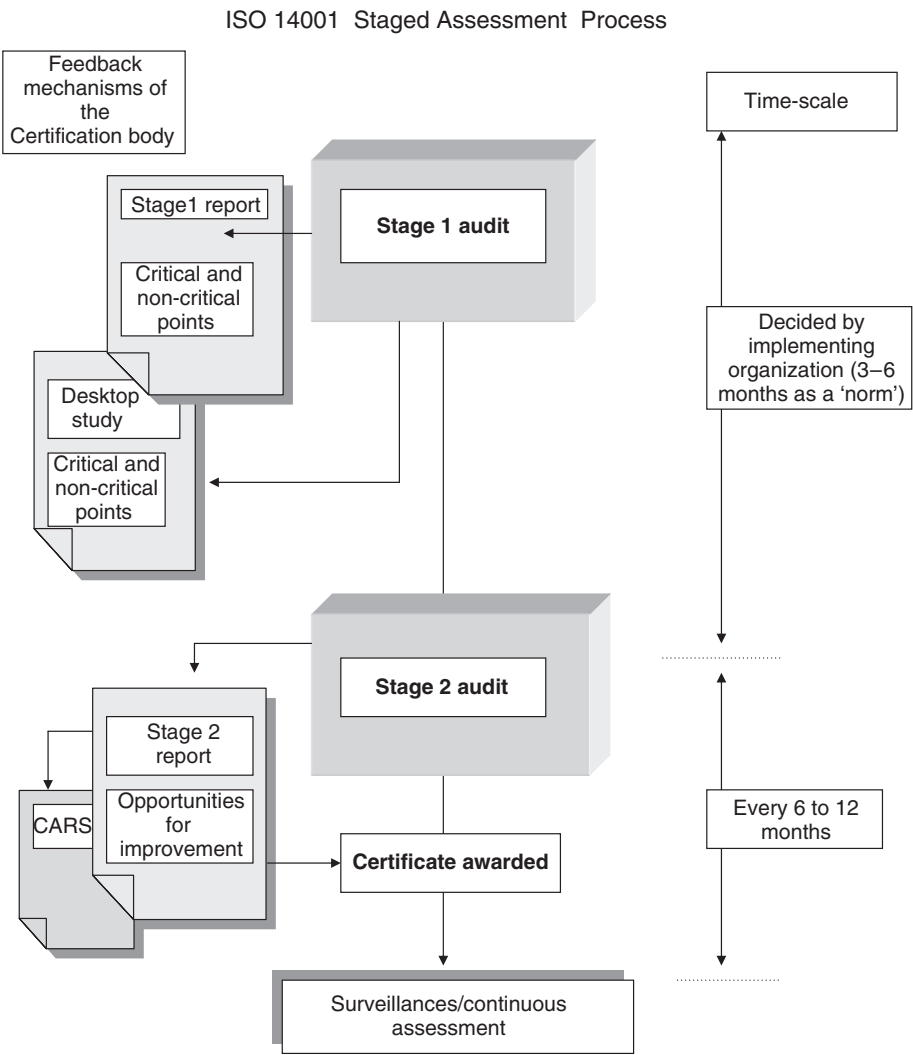 ISO 14001 Staged Assessment Process
Feedback
mechanisms of
the
Certification body
Time-scale
Stage1 report
Stage 1 audit
Critical and
non-critical
points
Decided by
implementing
organization (3–6
months as a ‘norm’)
Desktop
study
Critical and
non-critical
points
Stage 2 audit
Stage 2
report
Opportunities
for
improvement
CARS
Every 6 to 12
months
Certificate awarded
Surveillances/continuous
assessment